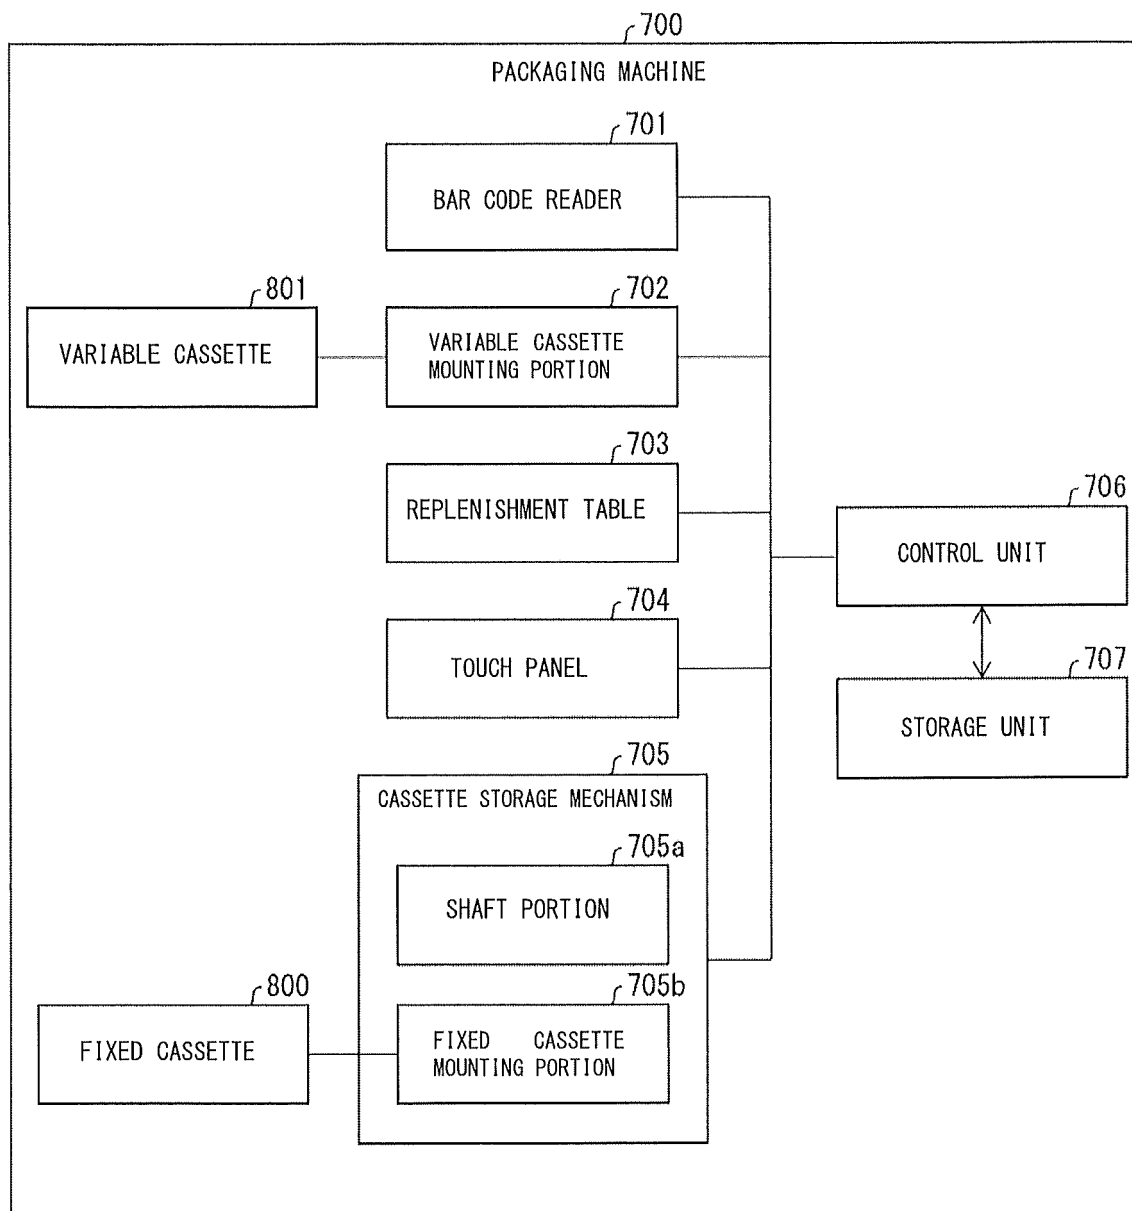 700
PACKAGING MACHINE
701
BAR CODE READER
801
VARIABLE CASSETTE
702
VARIABLE CASSETTE
MOUNTING PORTION
703
REPLENISHMENT TABLE
706
CONTROL UNIT
704
TOUCH PANEL
707
STORAGE UNIT
705
CASSETTE STORAGE MECHANISM
705a
SHAFT PORTION
800
FIXED CASSETTE
705b
FIXED CASSETTE
MOUNTING PORTION